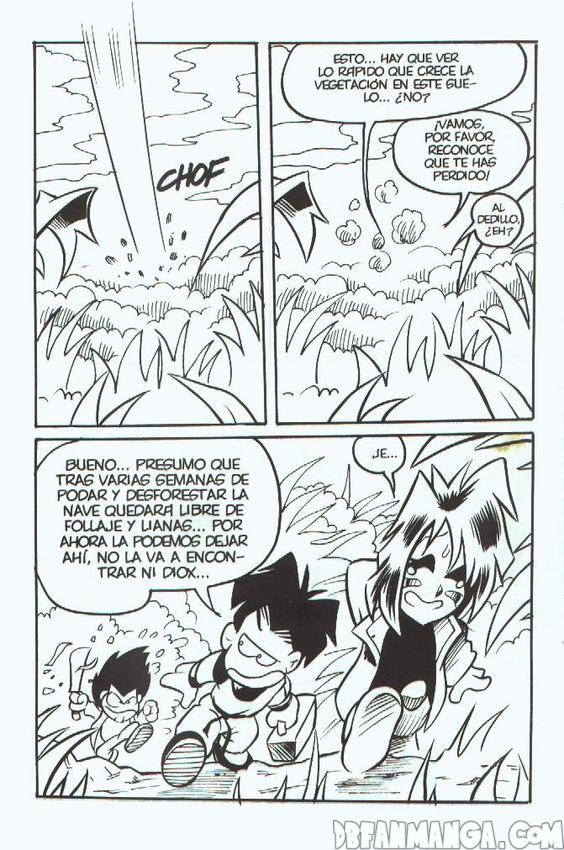 CHOF
ESTO... HAY QUE VER
LO RÁPIDO QUE CRECE LA
VEGETACIÓN EN ESTE SUE-
LO... ¿NO?
¡VAMOS,
POR FAVOR,
RECONOCE
QUE TE HAS
PERDIDO!
AL
DEDILLO,
¿EH?
BUENO... PRESUMO QUE
TRAS VARIAS SEMANAS DE
PODAR Y DESFORESTAR LA
NAVE QUEDARÁ LIBRE DE
FOLLAJE Y LIANAS... POR
AHORA LA PODEMOS DEJAR
AHÍ, NO LA VA A ENCON-
TRAR NI DIOX...
JE...
DBFANMANGA.COM